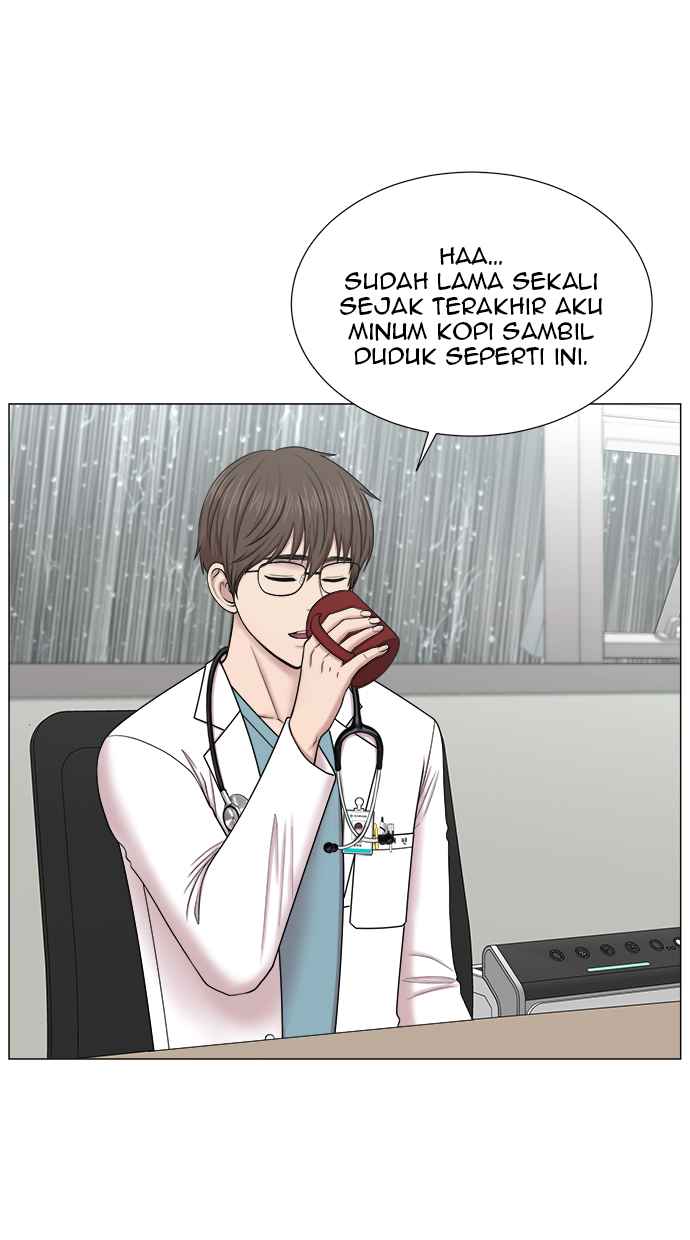 HAA...
SUDAH LAMA SEKALI
SEJAK TERAKHIR AKU
MINUM KOPI SAMBIL
DUDUK SEPERTI INI.